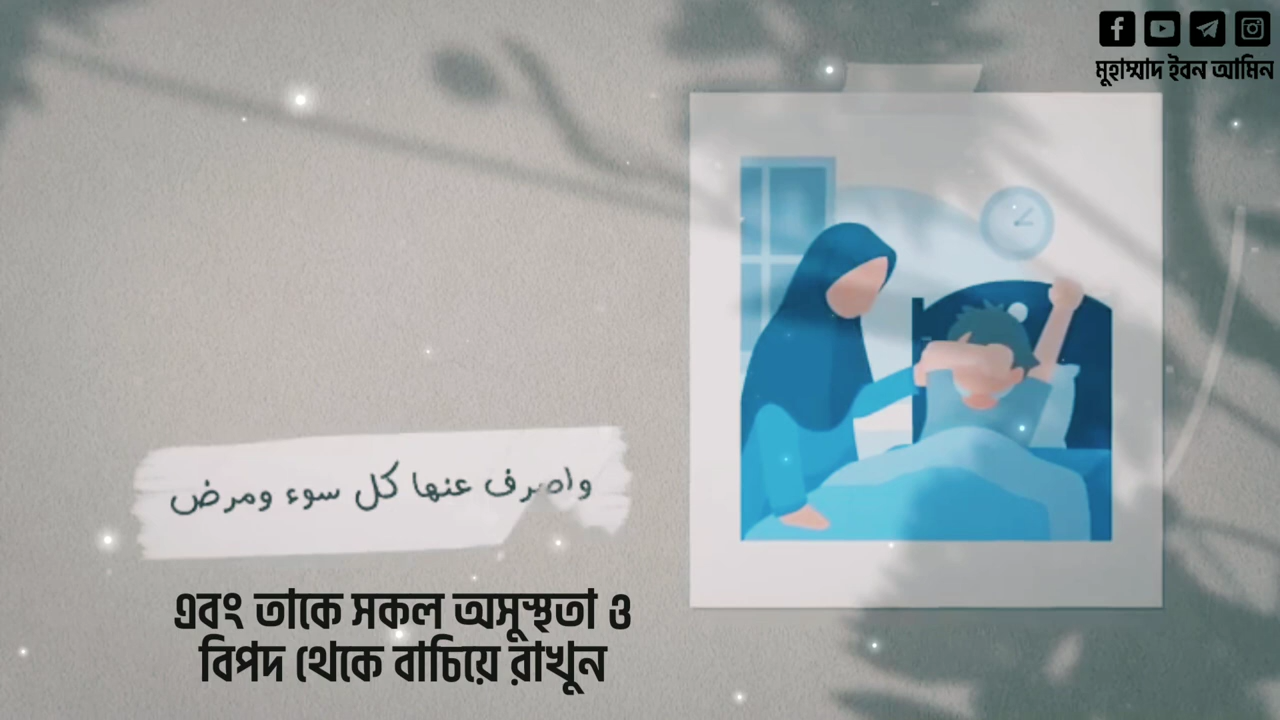 মুহাম্মাদ ইবন আমিন
واصرف عنها كل سوء ومرض
এবং তাকে সকল অসুস্থতা ও
বিপদ থেকে বাচিয়ে রাখুন